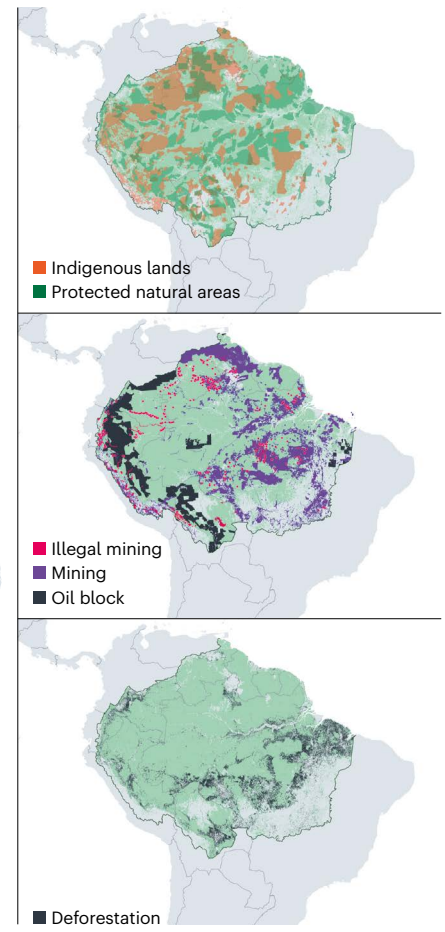 Indigenous lands
Protected natural areas
Illegal mining
Mining
Oil block
Deforestation